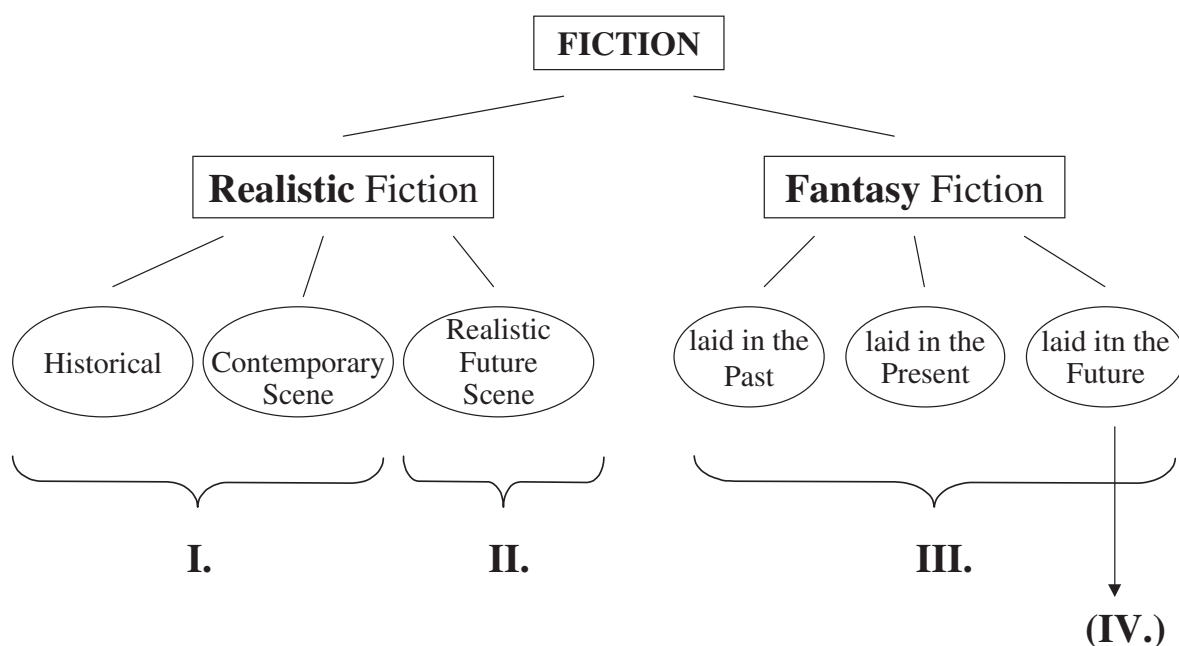 FICTION
Realistic Fiction
Fantasy Fiction
Historical
Contemporary
Scene
Realistic
Future
Scene
laid in the
Past
laid in the
Present
laid itn the
Future
I.
II.
III.
(IV.)